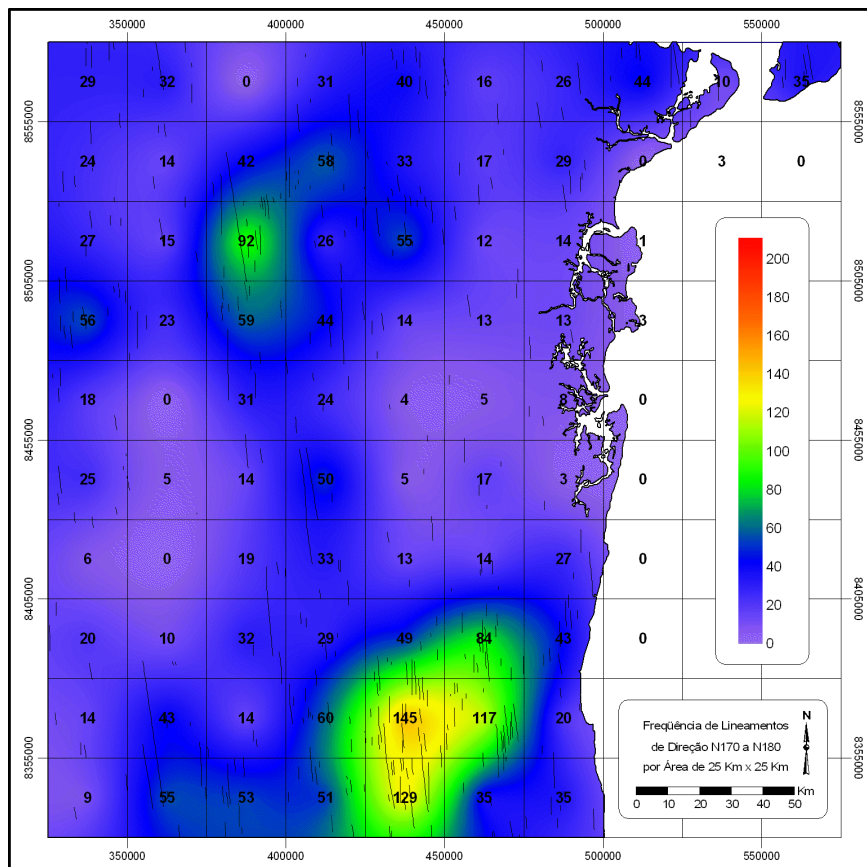 350000 400000 450000 500000 550000
29 32 0 31 40 16 26 44 10 35
8555000 8555000
24 14 42 58 33 17 29 0 3 0
27 15 92 26 55 12 14 1
8505000 8505000
56 23 59 44 14 13 13 3
18 0 31 24 4 5 8 0
8455000 8455000
25 5 14 50 5 17 3 0
6 0 19 33 13 14 27 0
8405000 8405000
20 10 32 29 49 84 43 0
14 43 14 60 145 117 20
8355000 8355000
9 55 53 51 129 35 35
350000 400000 450000 500000 550000
200
180
160
140
120
100
80
60
40
20
0
Freqüência de Lineamentos
de Direção N170 a N180
por Área de 25 Km x 25 Km
N
0 10 20 30 40 50 Km